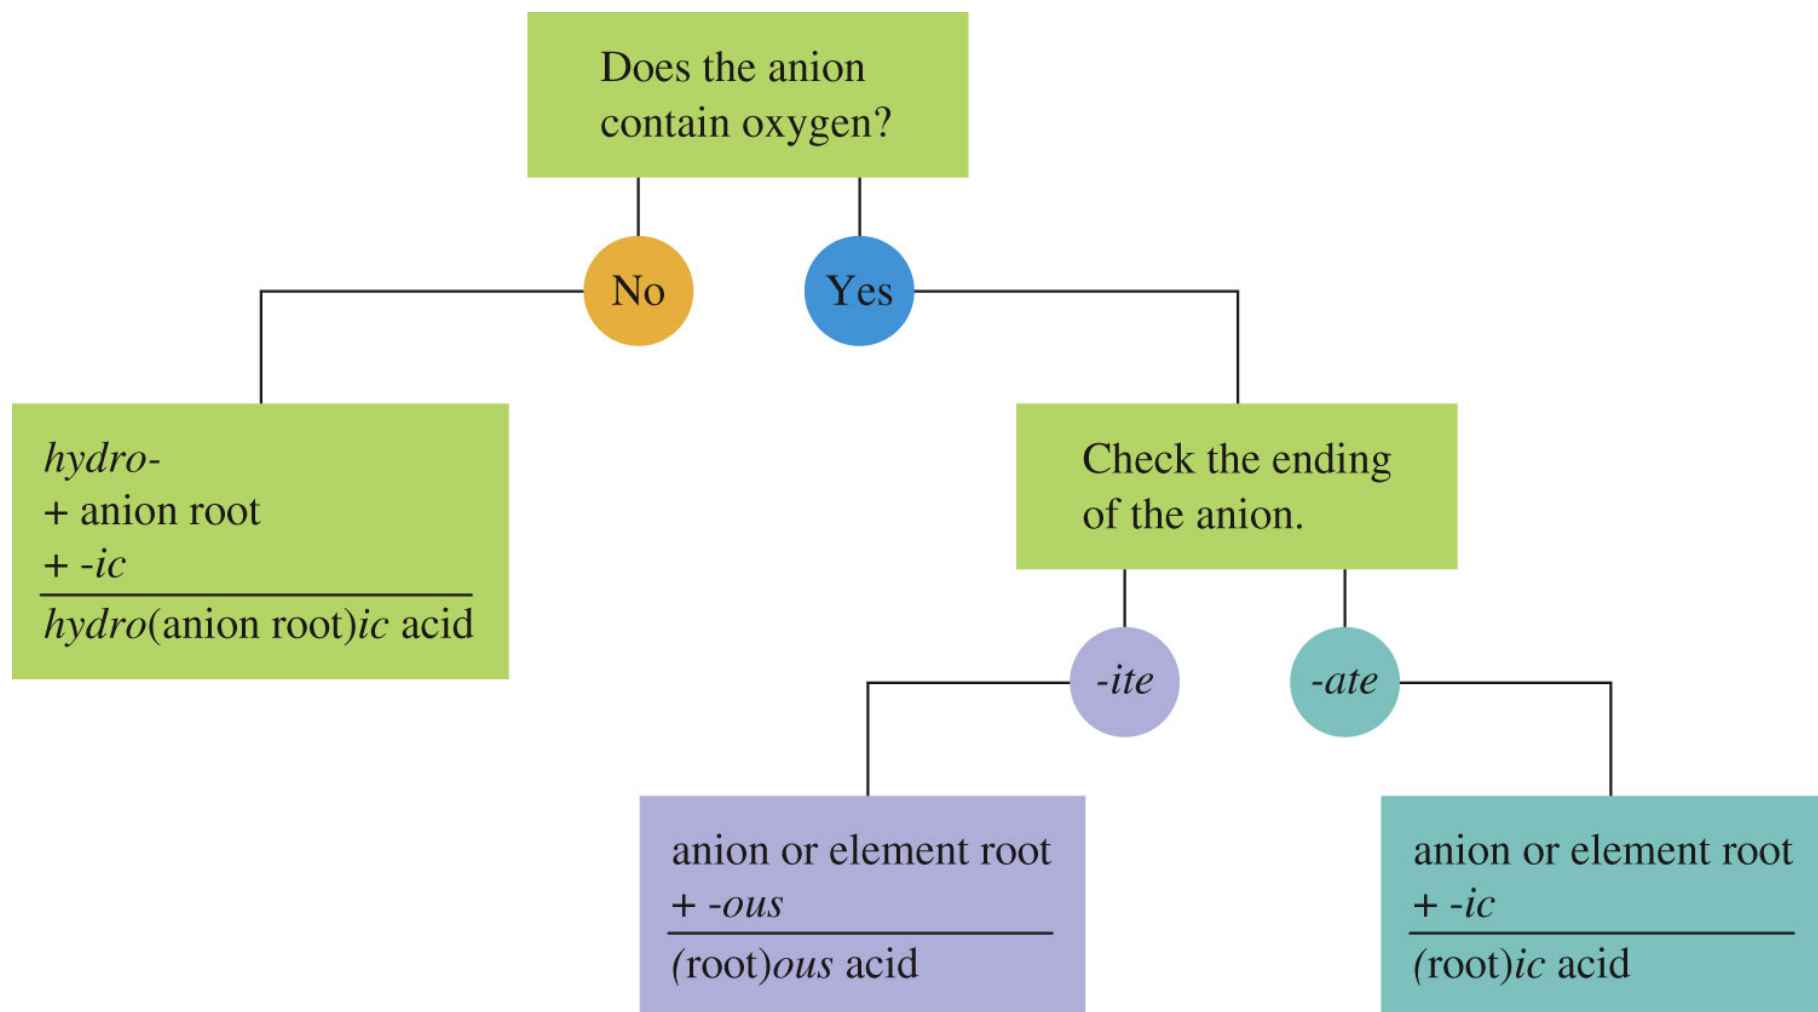 Does the anion
contain oxygen?
No
Yes
hydro-
+ anion root
+ -ic
hydro(anion root)ic acid
Check the ending
of the anion.
-ite
-ate
anion or element root
+ -ous
(root)ous acid
anion or element root
+ -ic
(root)ic acid